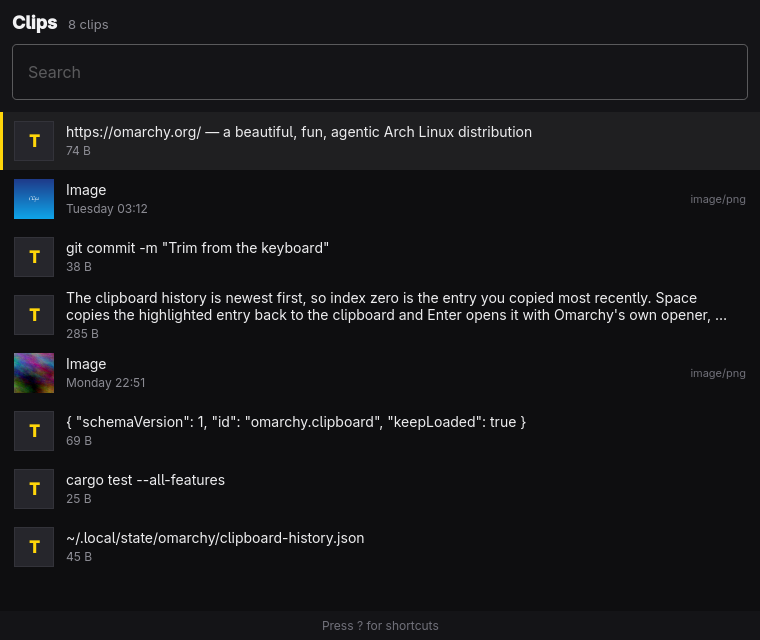 Clips 8 clips
Search
T
https://omarchy.org/ — a beautiful, fun, agentic Arch Linux distribution
74 B
Image
Tuesday 03:12
image/png
T
git commit -m "Trim from the keyboard"
38 B
T
The clipboard history is newest first, so index zero is the entry you copied most recently. Space
copies the highlighted entry back to the clipboard and Enter opens it with Omarchy's own opener, ...
285 B
Image
Monday 22:51
image/png
T
{ "schemaVersion": 1, "id": "omarchy.clipboard", "keepLoaded": true }
69 B
T
cargo test --all-features
25 B
T
~/.local/state/omarchy/clipboard-history.json
45 B
Press ? for shortcuts